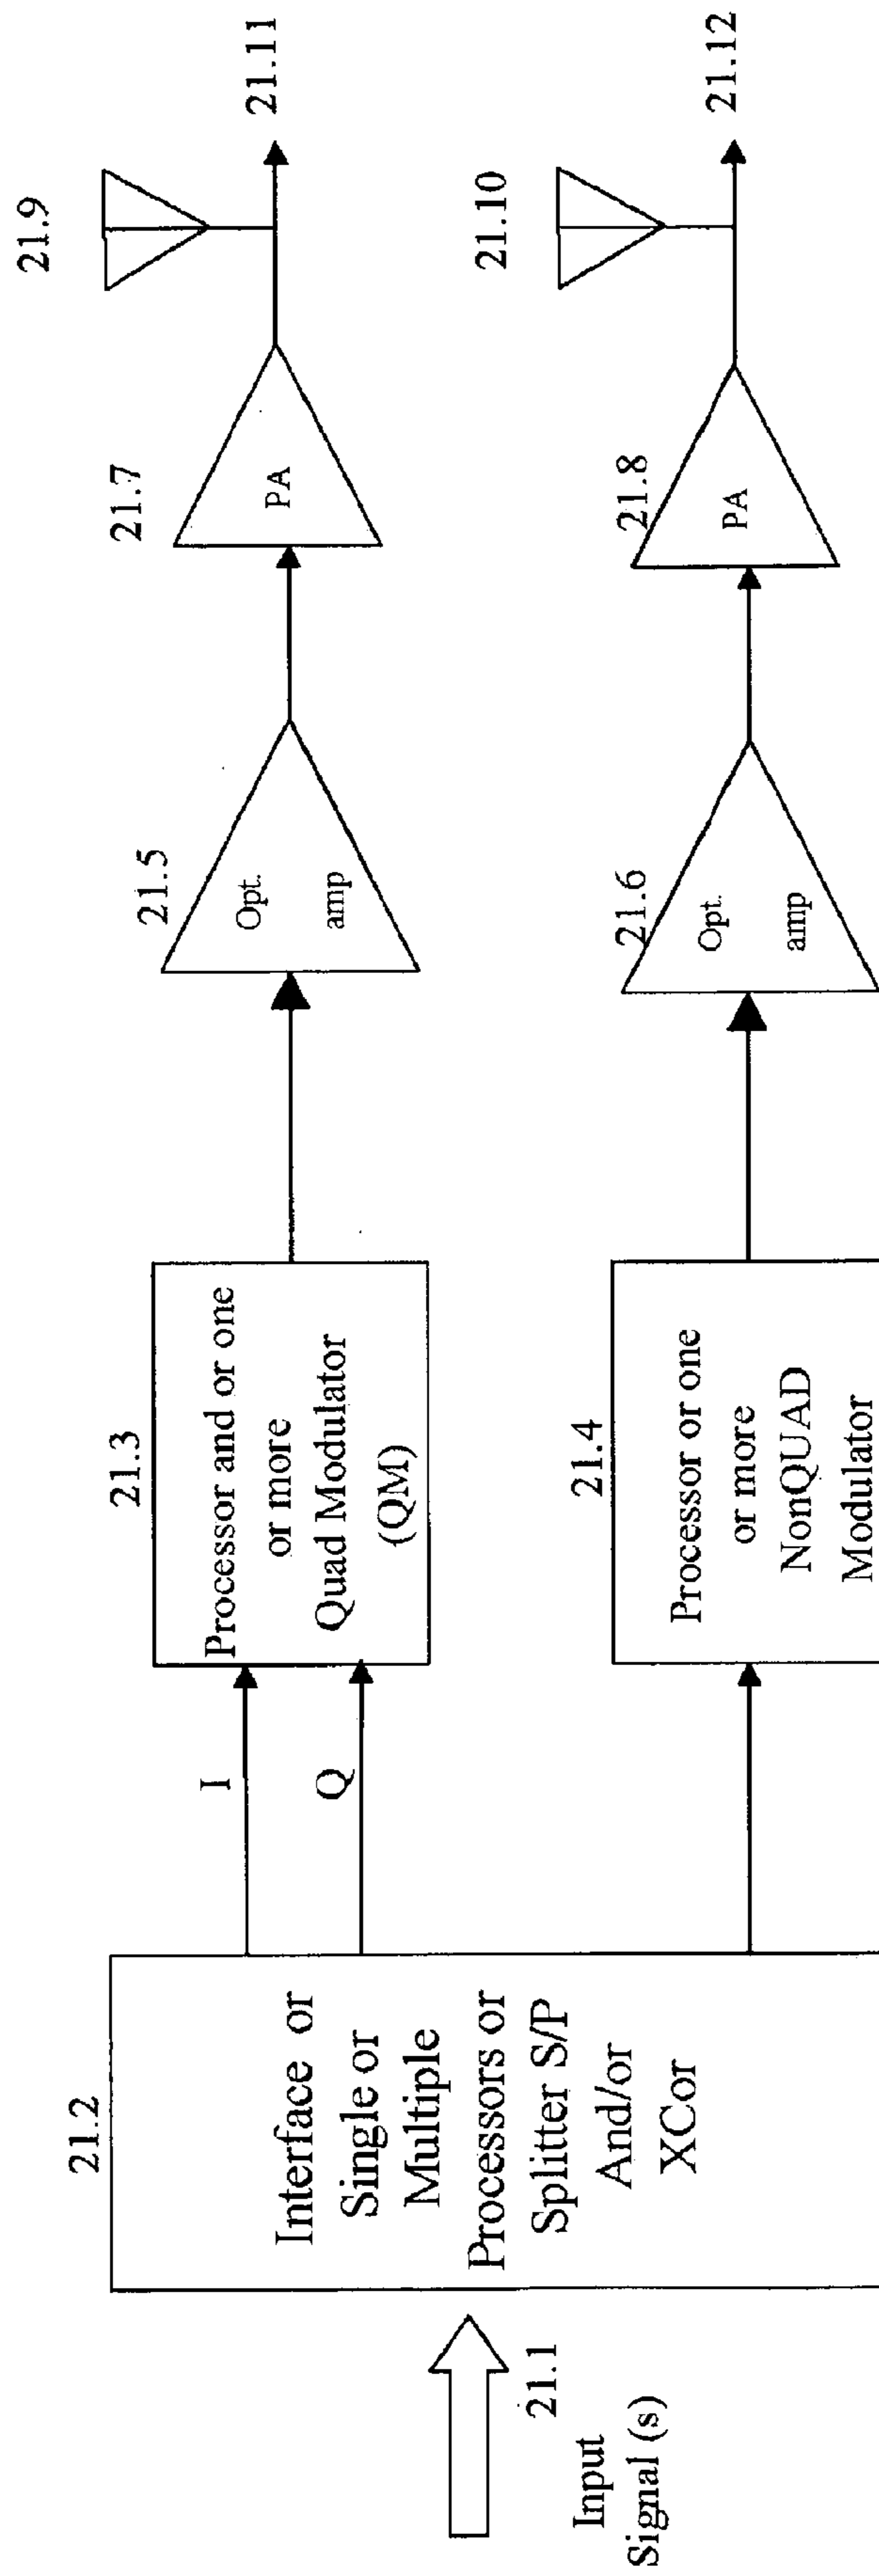 21.1
Input
Signal (s)
21.2
Interface or
Single or
Multiple
Processors or
Splitter S/P
And/or
XCor
I
Q
21.3
Processor and or one
or more
Quad Modulator
(QM)
21.5
Opt.
amp
21.7
PA
21.9
21.11
21.4
Processor or one
or more
NonQUAD
Modulator
21.6
Opt.
amp
21.8
PA
21.10
21.12